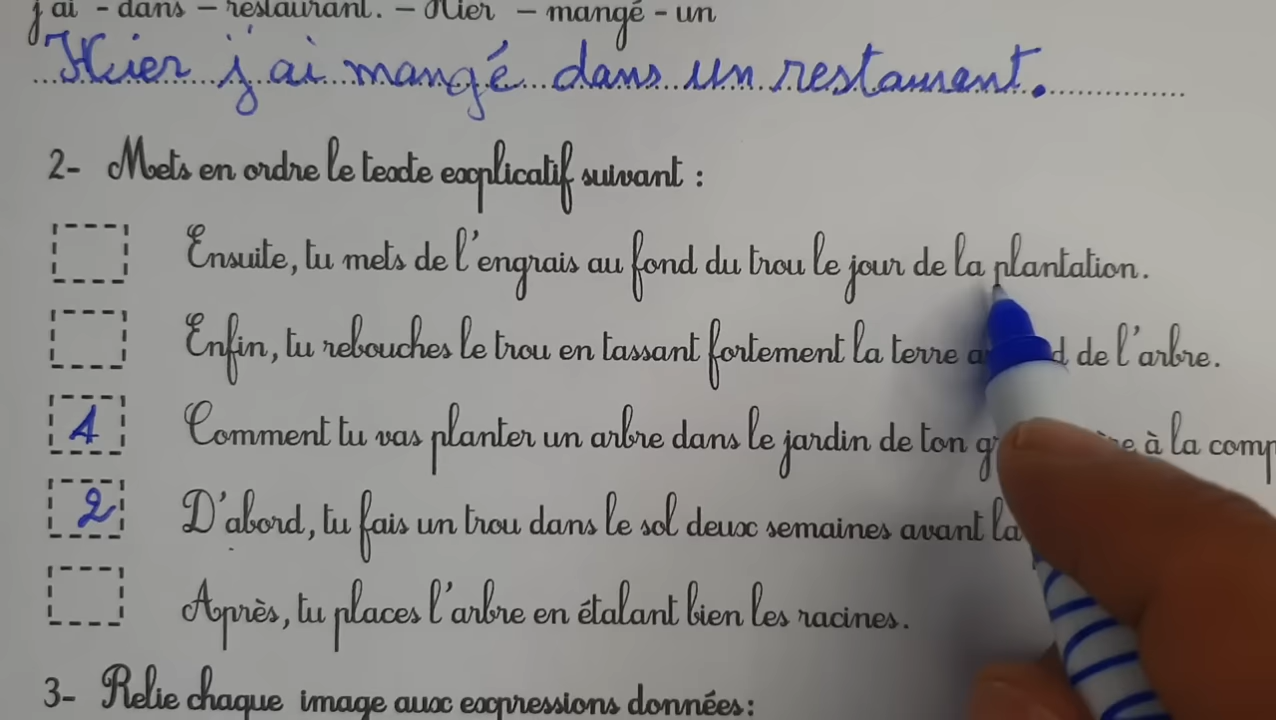 j'ai - dans - restaurant. - Hier - mangé - un
Hier j'ai mangé dans un restaurant.
2- Mets en ordre le texte explicatif suivant :
Ensuite, tu mets de l'engrais au fond du trou le jour de la plantation.
Enfin, tu rebouches le trou en tassant fortement la terre de l'arbre.
1 Comment tu vas planter un arbre dans le jardin de ton à la
2 D'abord, tu fais un trou dans le sol deux semaines avant la
Après, tu places l'arbre en étalant bien les racines.
3- Relie chaque image aux expressions données: